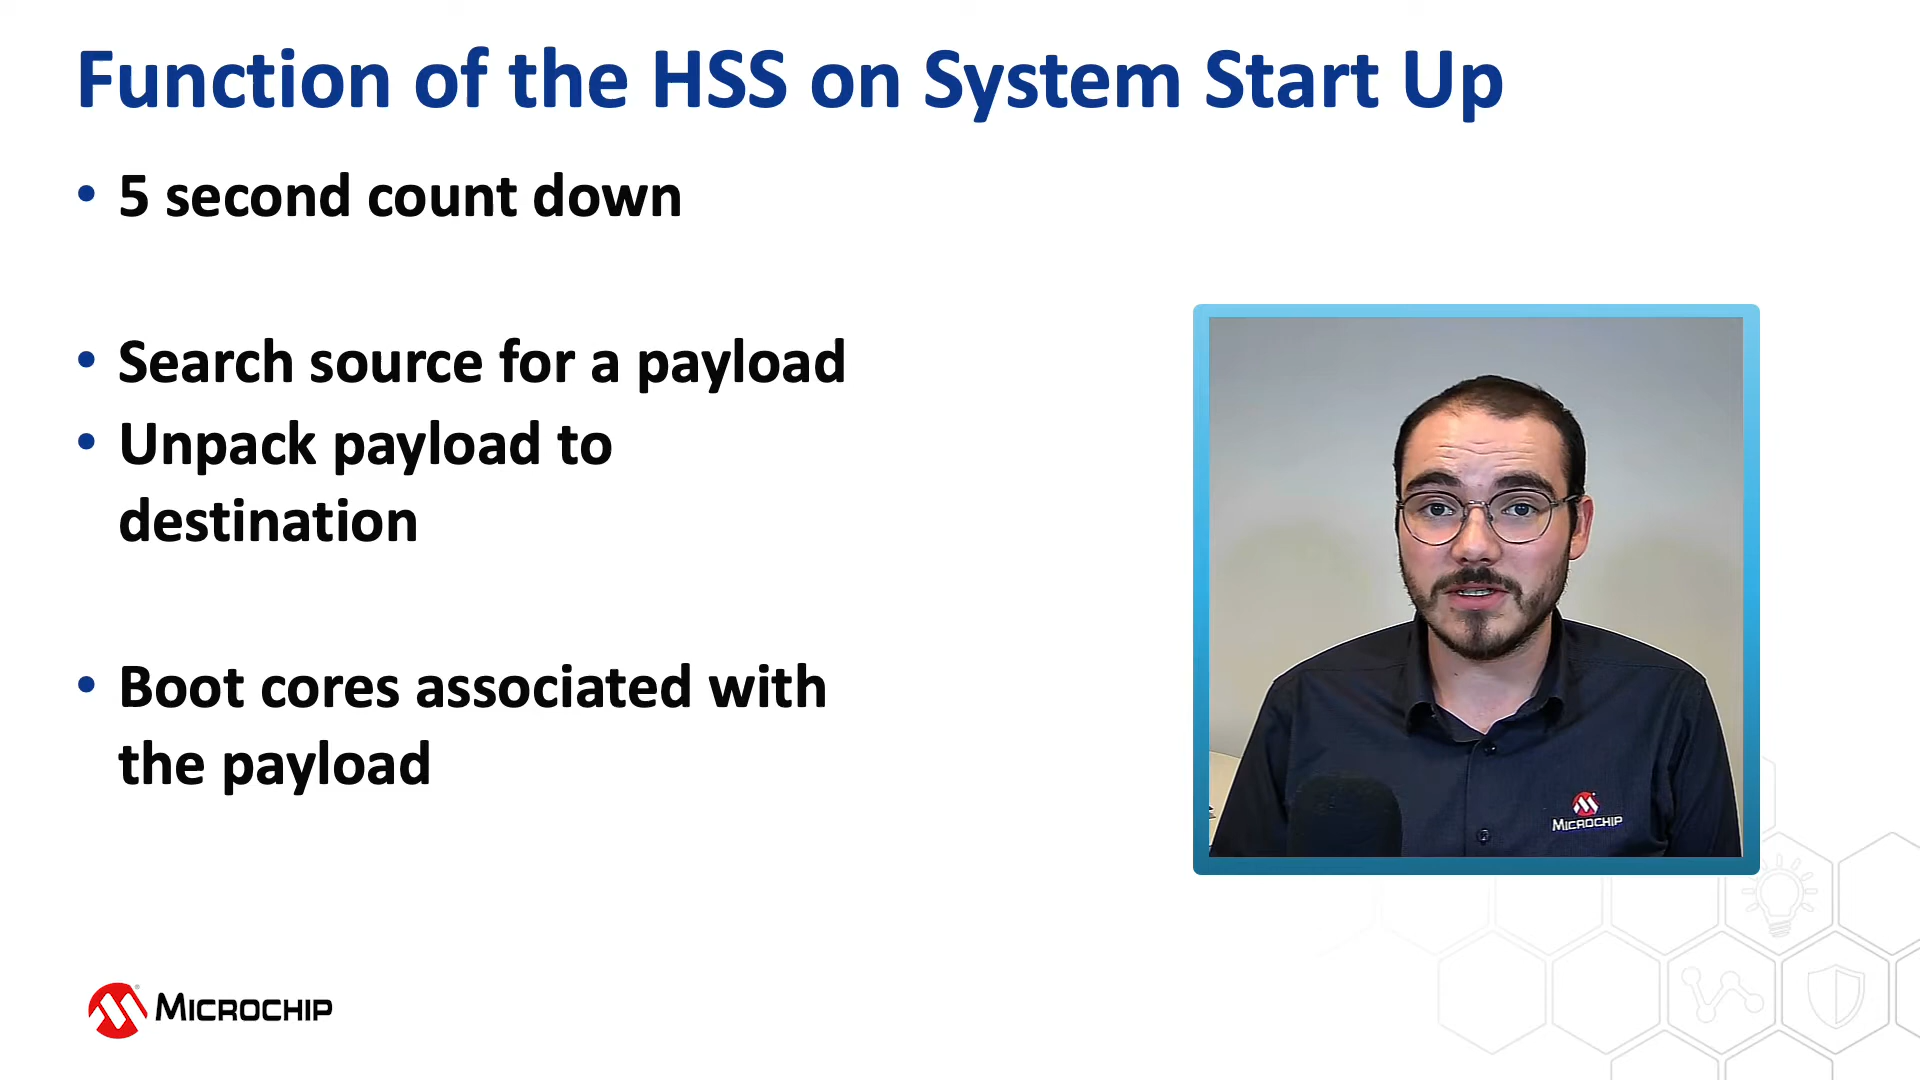 Function of the HSS on System Start Up
• 5 second count down
• Search source for a payload
• Unpack payload to
destination
• Boot cores associated with
the payload
MICROCHIP
MICROCHIP